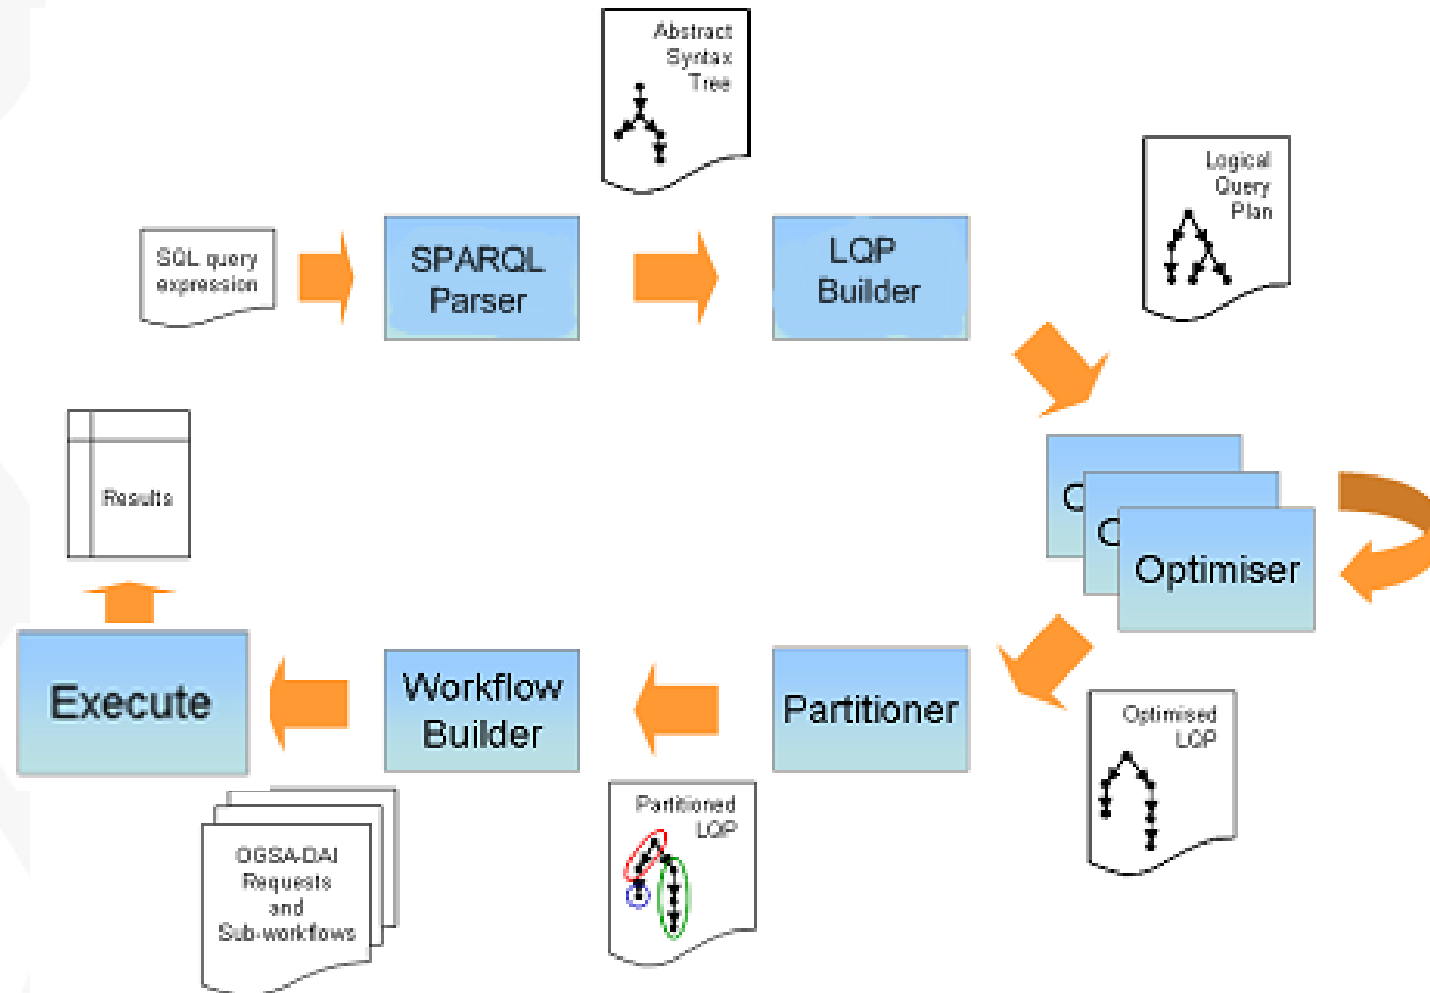 Abstract
Syntax
Tree
Logical
Query
Plan
SQL query
expression
SPARQL
Parser
LQP
Builder
Results
O
O
Optimiser
Execute
Workflow
Builder
Partitioner
Optimised
LQP
Partitioned
LQP
OGSA-DAI
Requests
and
Sub-workflows